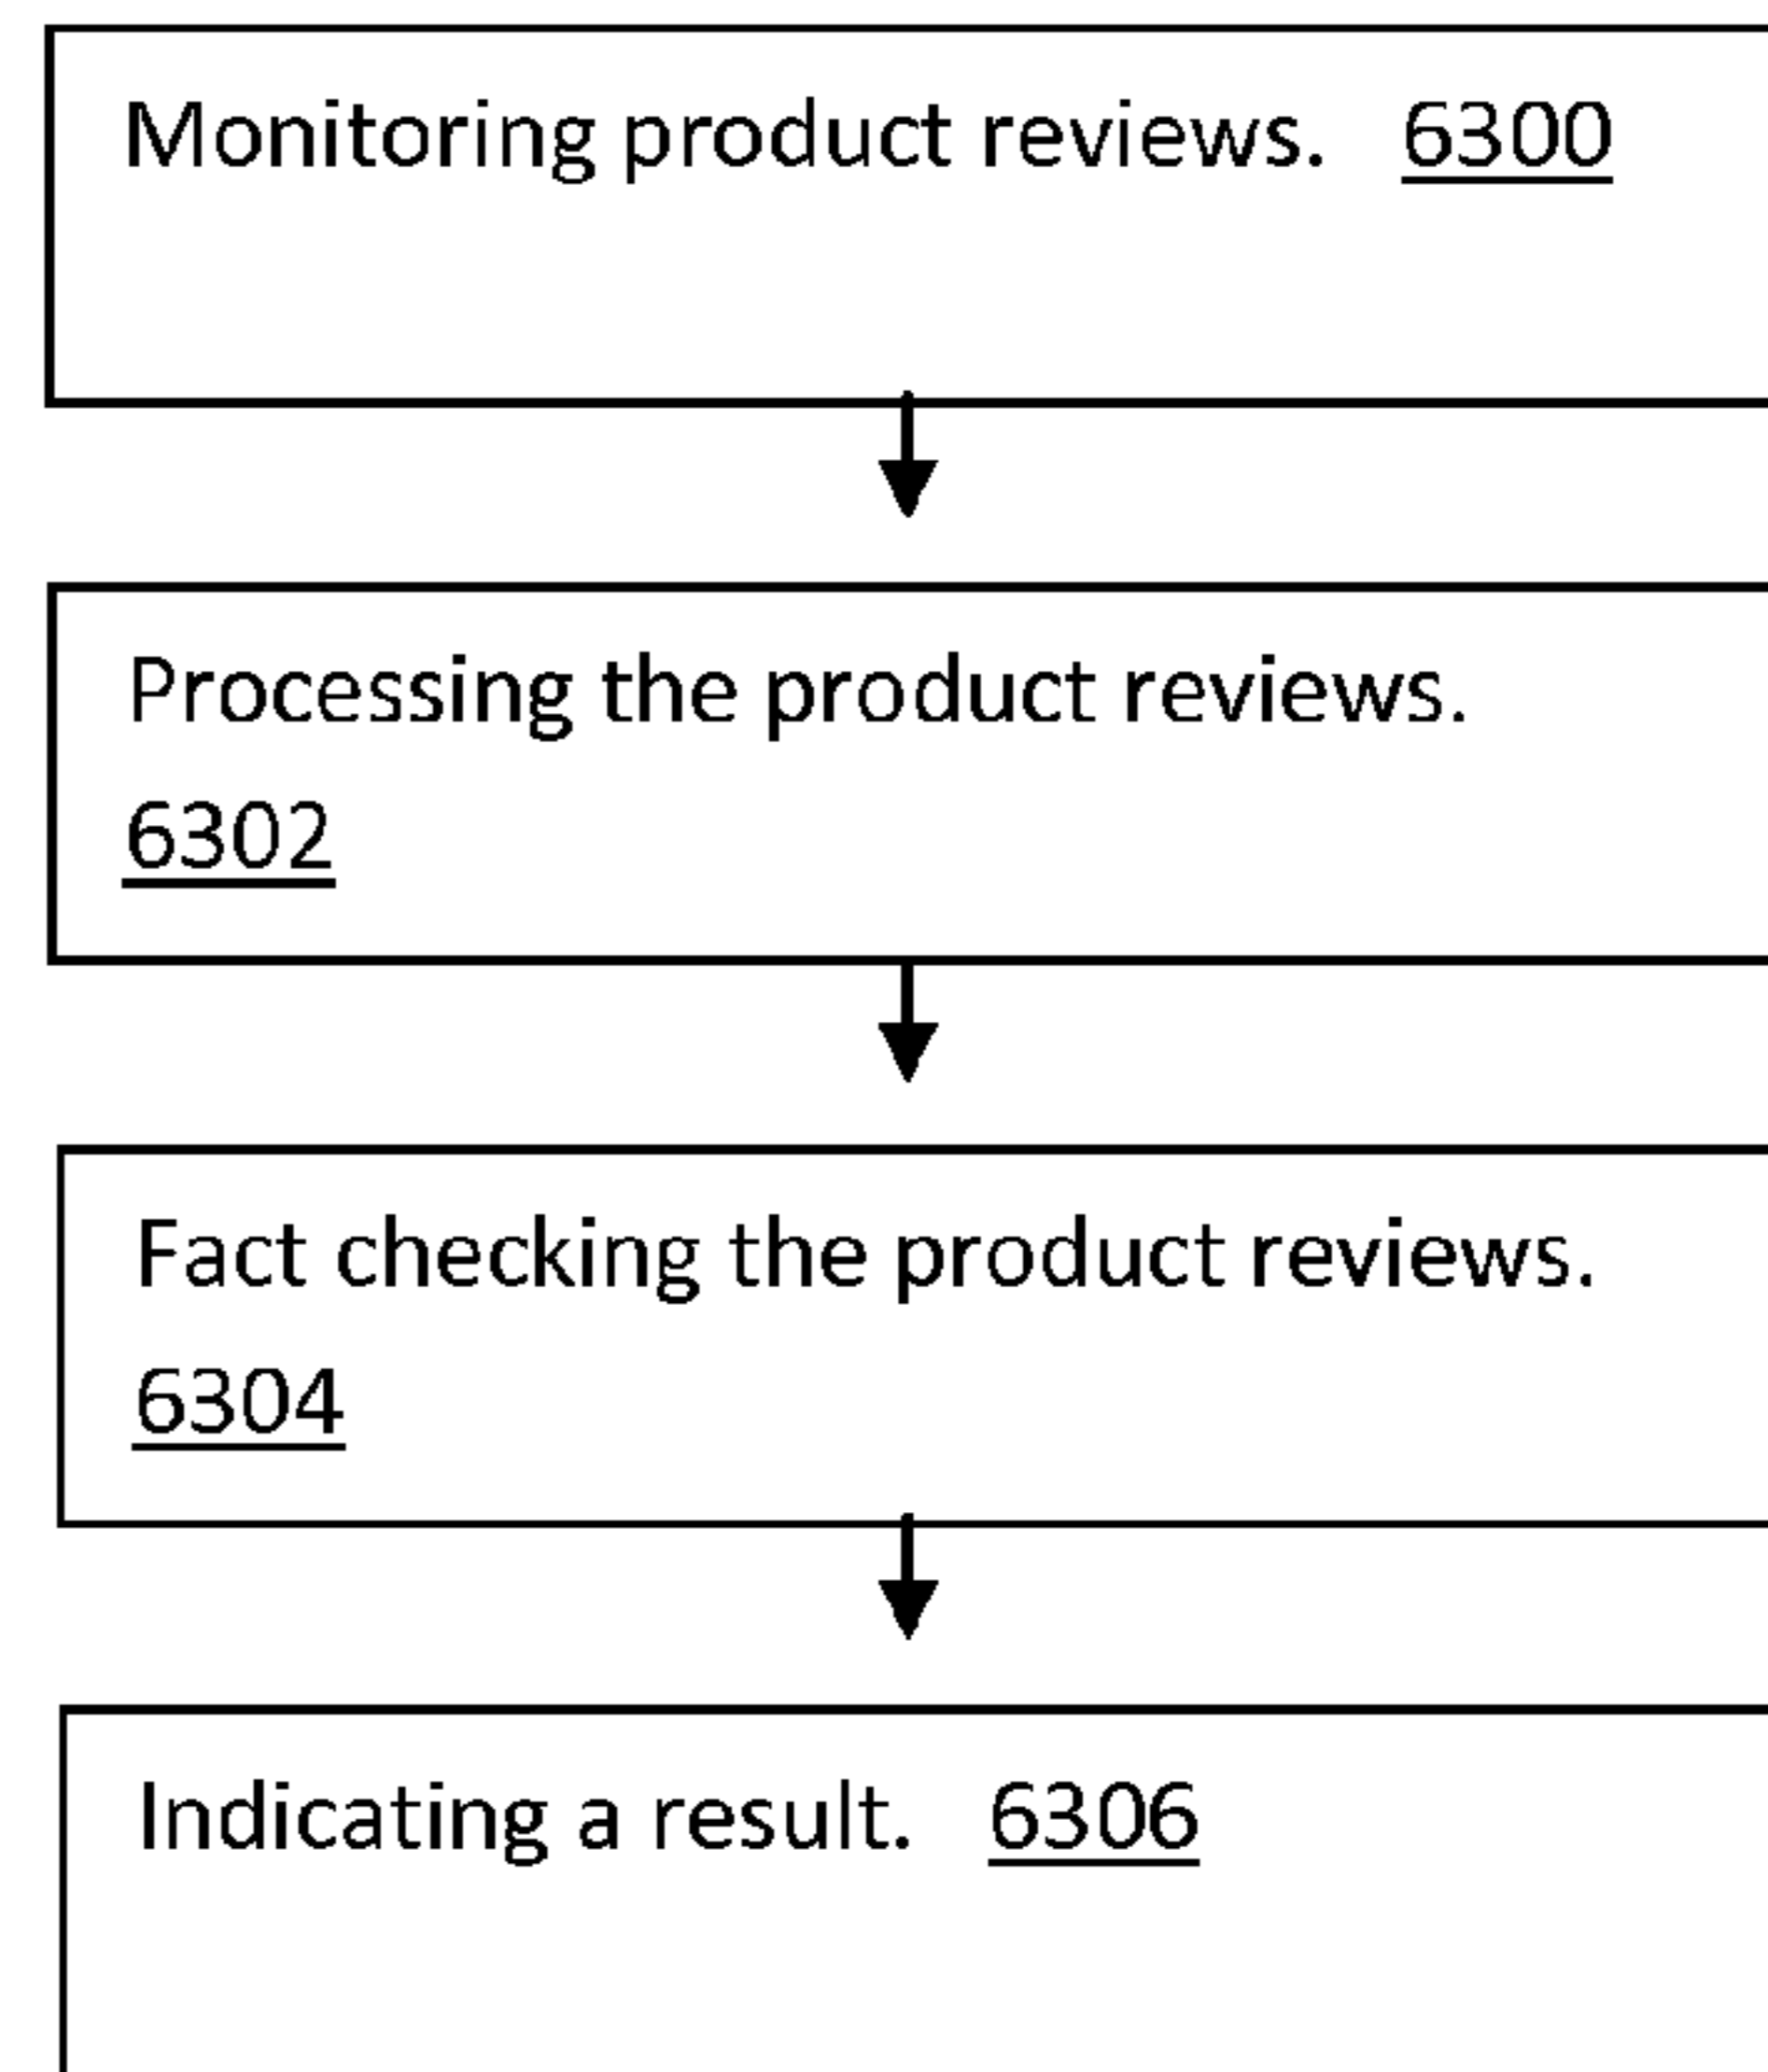 Monitoring product reviews. 6300
Processing the product reviews.
6302
Fact checking the product reviews.
6304
Indicating a result. 6306